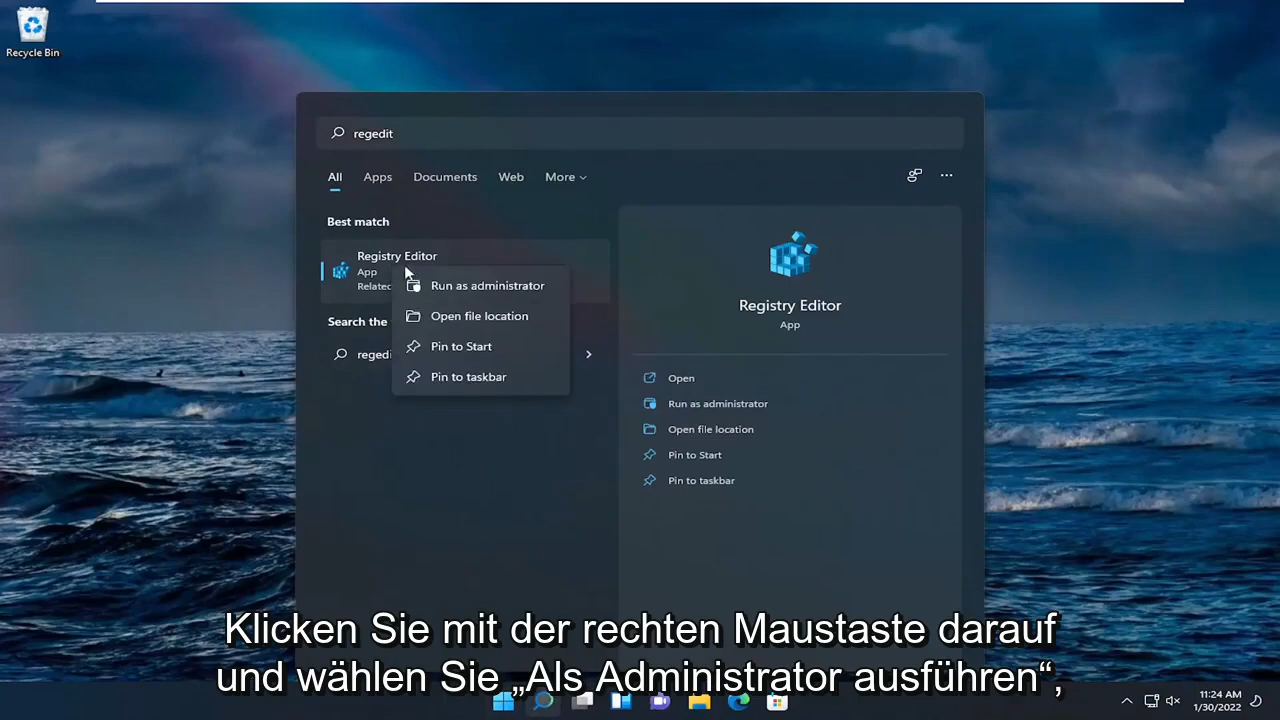 Recycle Bin
regedit
All
Apps
Documents
Web
More
Best match
Registry Editor
App
Related
Search the
regedi
Run as administrator
Open file location
Pin to Start
Pin to taskbar
Registry Editor
App
Open
Run as administrator
Open file location
Pin to Start
Pin to taskbar
Klicken Sie mit der rechten Maustaste darauf
und wählen Sie „Als Administrator ausführen“,
11:24 AM
1/30/2022